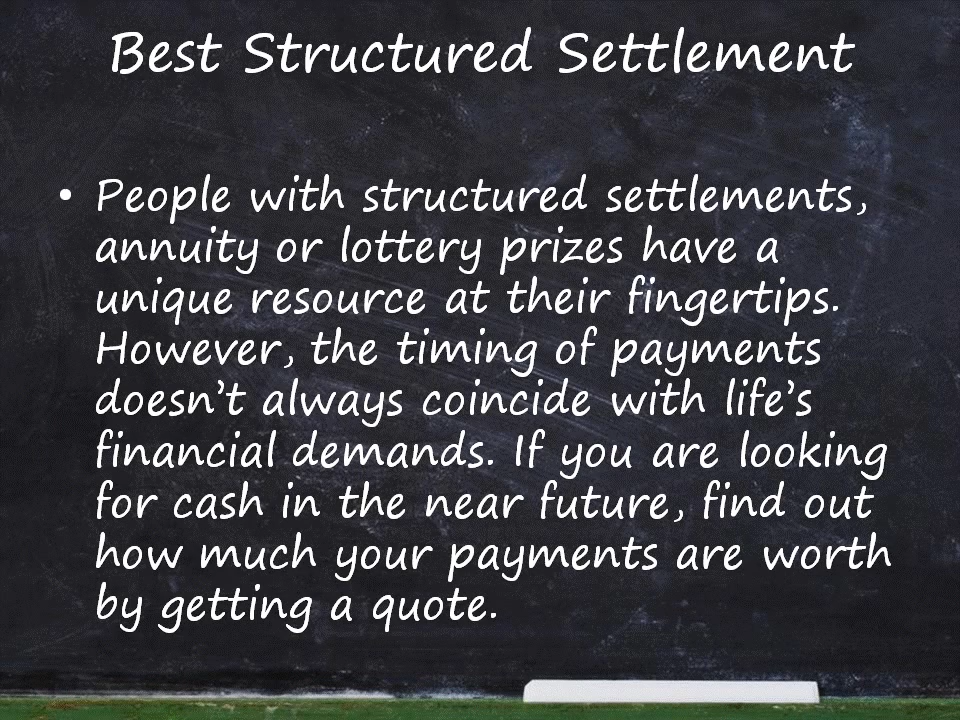 Best Structured Settlement
• People with structured settlements,
annuity or lottery prizes have a
unique resource at their fingertips.
However, the timing of payments
doesn’t always coincide with life’s
financial demands. If you are looking
for cash in the near future, find out
how much your payments are worth
by getting a quote.